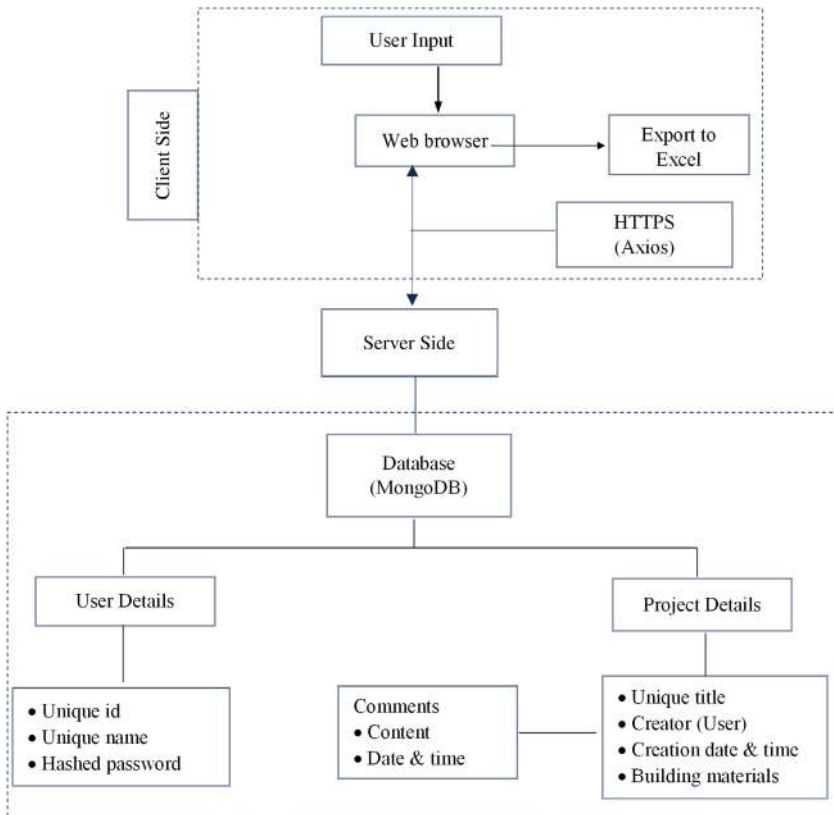 User Input
Client Side
Web browser
Export to
Excel
HTTPS
(Axios)
Server Side
Database
(MongoDB)
User Details
Project Details
• Unique id
• Unique name
• Hashed password
Comments
• Content
• Date & time
• Unique title
• Creator (User)
• Creation date & time
• Building materials